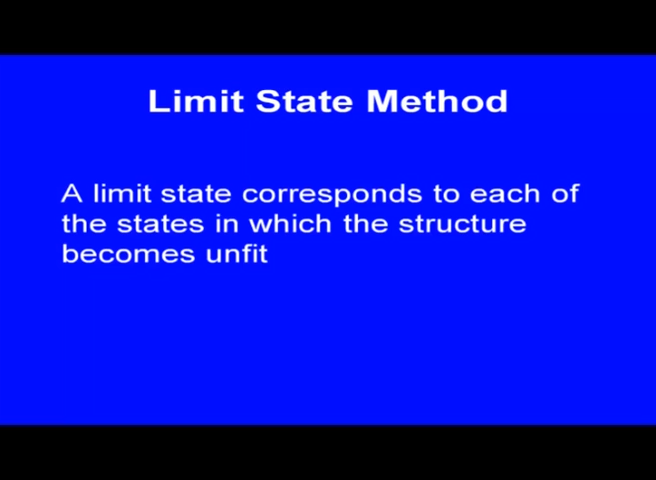 Limit State Method
A limit state corresponds to each of
the states in which the structure
becomes unfit